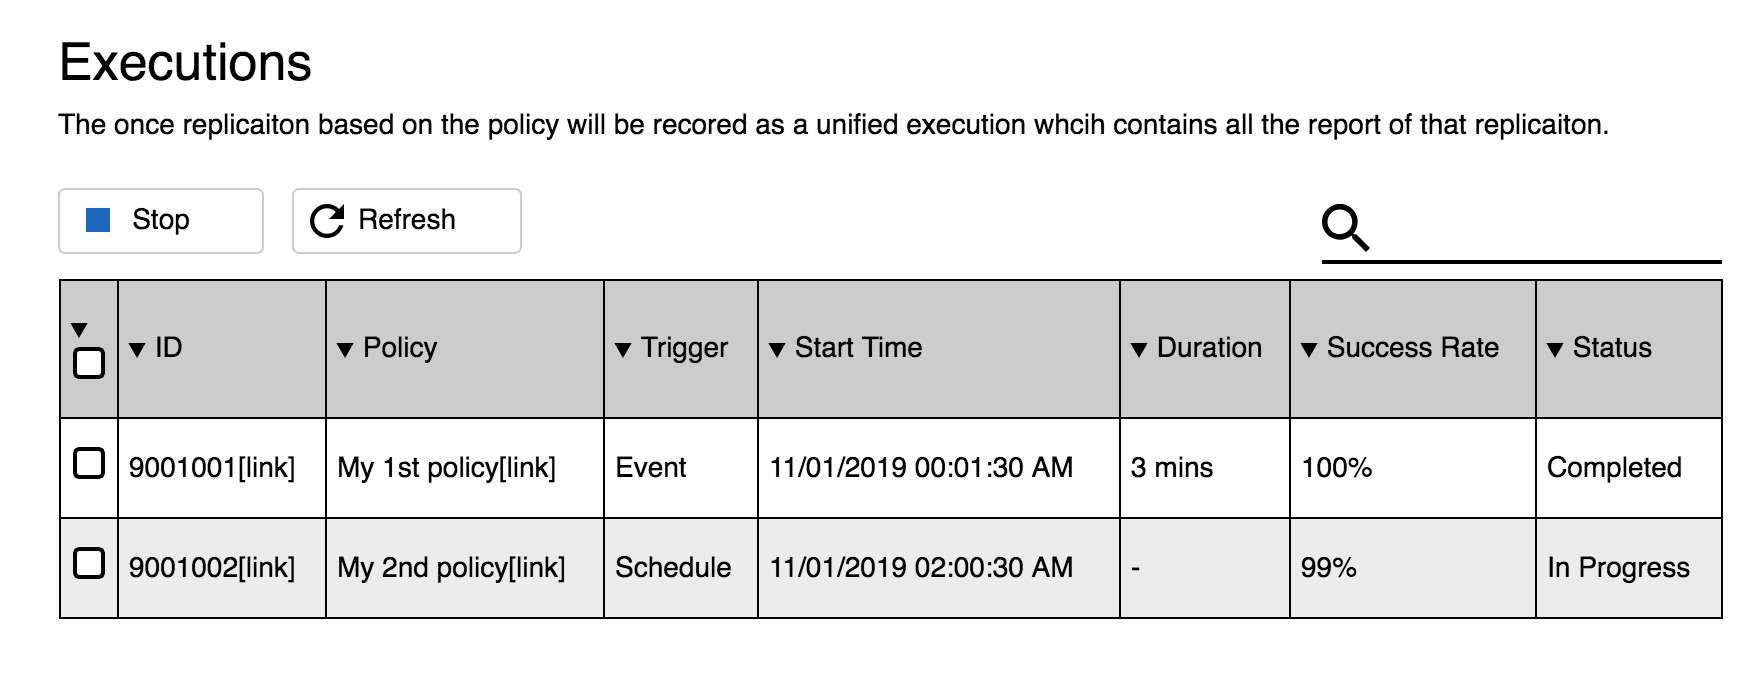 Executions
The once replicaiton based on the policy will be recored as a unified execution whcih contains all the report of that replicaiton.
Stop Refresh
ID Policy Trigger Start Time Duration Success Rate Status
9001001[link] My 1st policy[link] Event 11/01/2019 00:01:30 AM 3 mins 100% Completed
9001002[link] My 2nd policy[link] Schedule 11/01/2019 02:00:30 AM - 99% In Progress